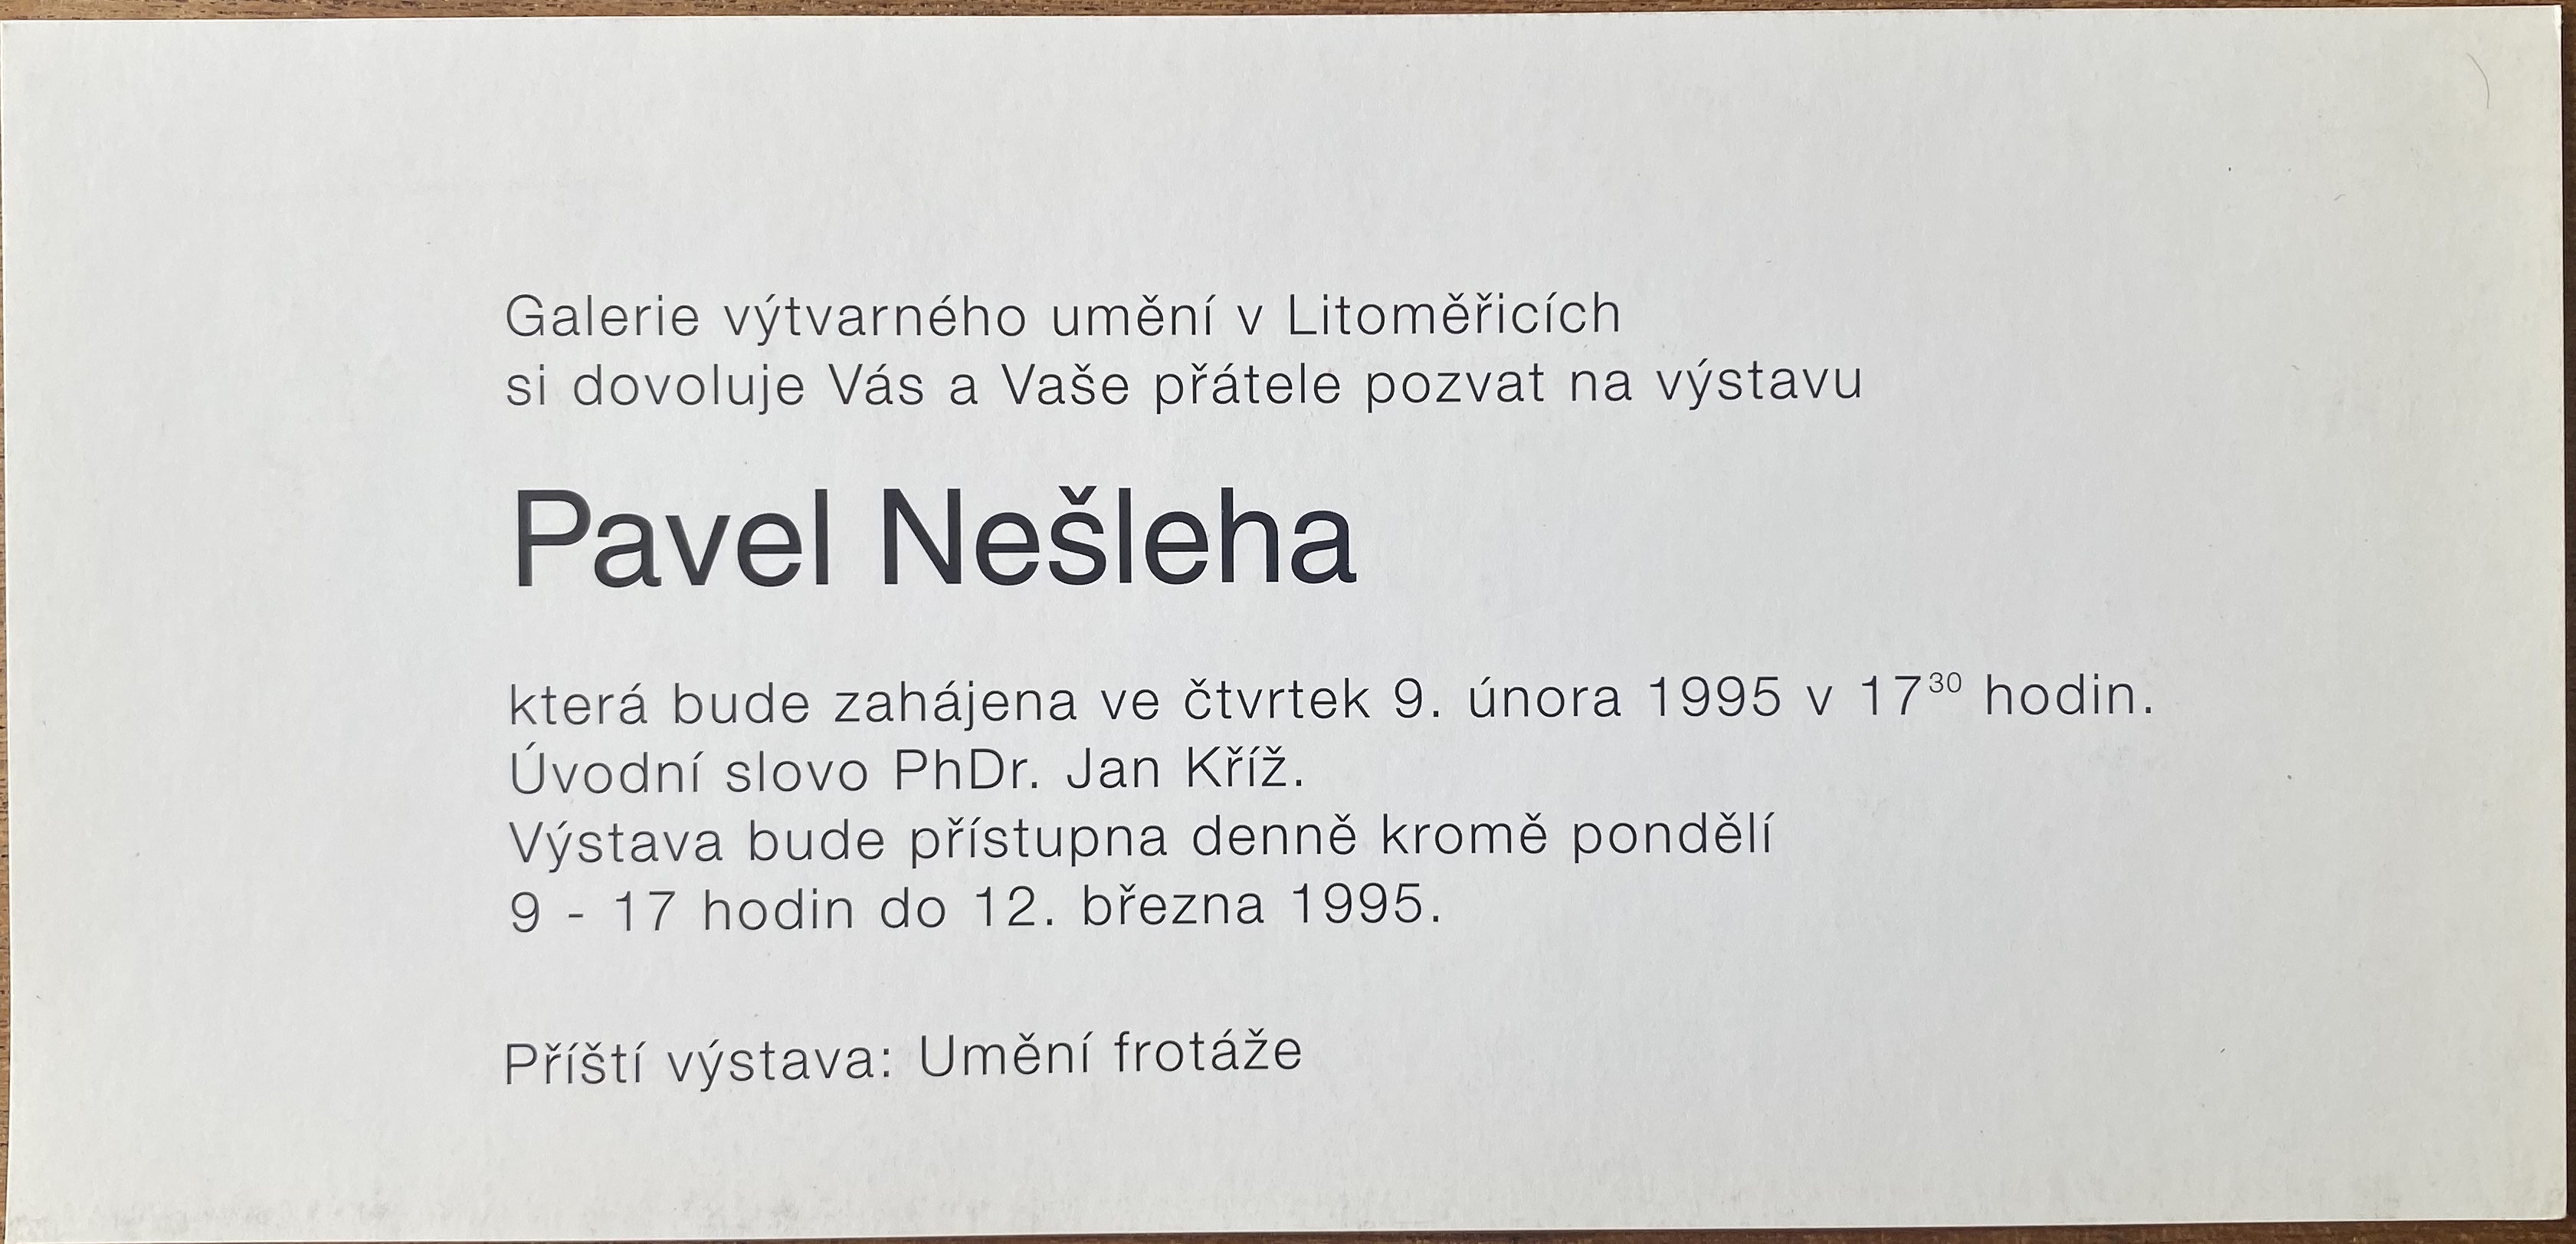 Galerie výtvarného umění v Litoměřicích
si dovoluje Vás a Vaše přátele pozvat na výstavu
Pavel Nešleha
která bude zahájena ve čtvrtek 9. února 1995 v 17³⁰ hodin.
Úvodní slovo PhDr. Jan Kříž.
Výstava bude přístupna denně kromě pondělí
9 - 17 hodin do 12. března 1995.
Příští výstava: Umění frotáže